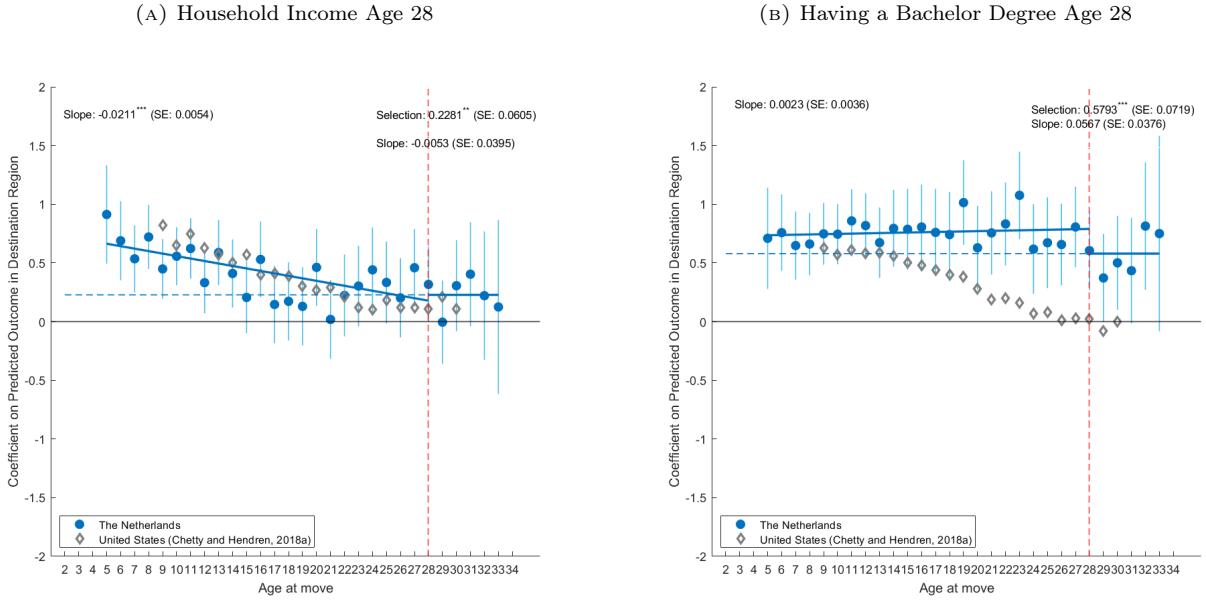 (A) Household Income Age 28
Slope: -0.0211*** (SE: 0.0054)
Selection: 0.2281** (SE: 0.0605)
Slope: -0.0053 (SE: 0.0395)
Coefficient on Predicted Outcome in Destination Region
2
1.5
1
0.5
0
-0.5
-1
-1.5
-2
The Netherlands
United States (Chetty and Hendren, 2018a)
2 3 4 5 6 7 8 9 10 11 12 13 14 15 16 17 18 19 20 21 22 23 24 25 26 27 28 29 30 31 32 33 34
Age at move
(B) Having a Bachelor Degree Age 28
Slope: 0.0023 (SE: 0.0036)
Selection: 0.5793*** (SE: 0.0719)
Slope: 0.0567 (SE: 0.0376)
Coefficient on Predicted Outcome in Destination Region
2
1.5
1
0.5
0
-0.5
-1
-1.5
-2
The Netherlands
United States (Chetty and Hendren, 2018a)
2 3 4 5 6 7 8 9 10 11 12 13 14 15 16 17 18 19 20 21 22 23 24 25 26 27 28 29 30 31 32 33 34
Age at move